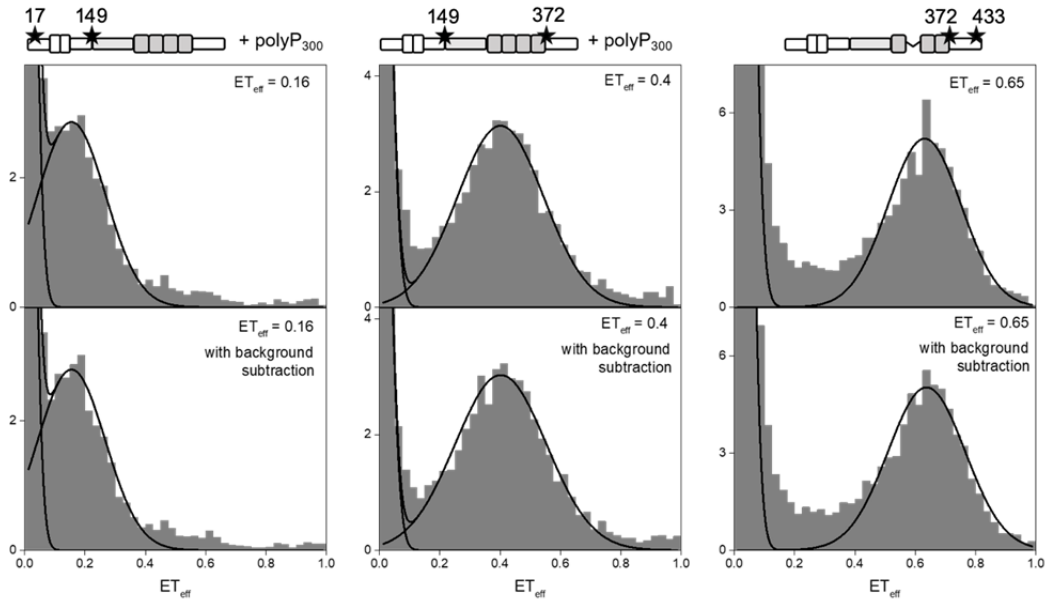 17 149 + polyP300
149 372 + polyP300
372 433
ETeff = 0.16
4
2
0
ETeff = 0.4
2
0
6
3
0
ETeff = 0.65
ETeff = 0.16
with background
subtraction
2
0
0.0 0.2 0.4 0.6 0.8 1.0
ETeff
ETeff = 0.4
with background
subtraction
4
2
0
0.0 0.2 0.4 0.6 0.8 1.0
ETeff
ETeff = 0.65
with background
subtraction
6
3
0
0.0 0.2 0.4 0.6 0.8 1.0
ETeff